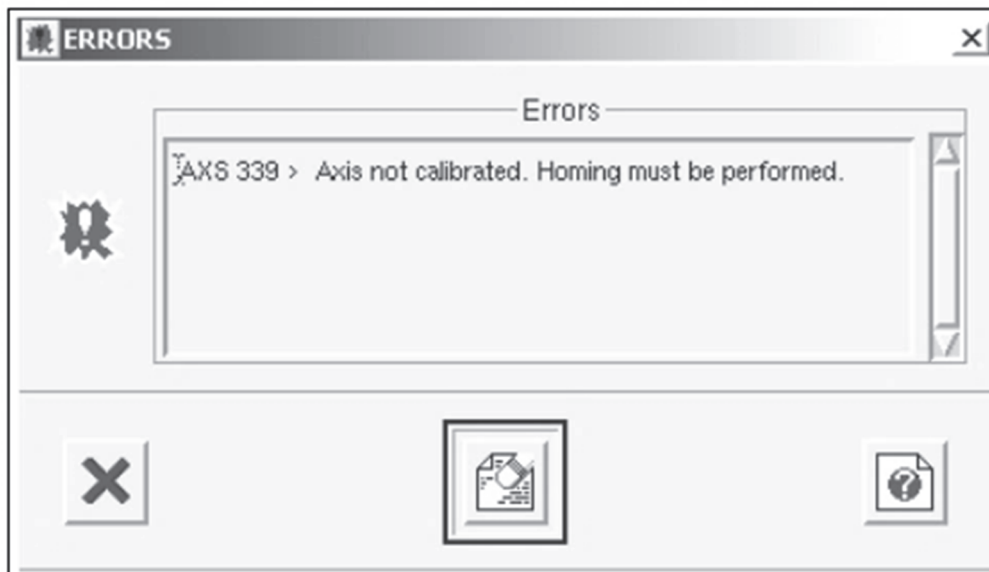 ERRORS
Errors
AXS 339 > Axis not calibrated. Homing must be performed.